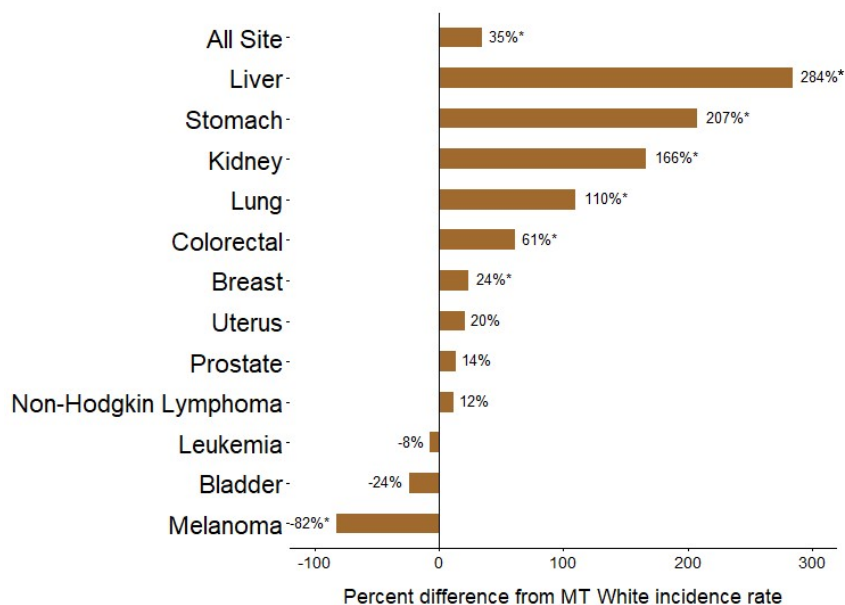 All Site 35%*
Liver 284%*
Stomach 207%*
Kidney 166%*
Lung 110%*
Colorectal 61%*
Breast 24%*
Uterus 20%
Prostate 14%
Non-Hodgkin Lymphoma 12%
Leukemia -8%
Bladder -24%
Melanoma -82%*
-100 0 100 200 300
Percent difference from MT White incidence rate